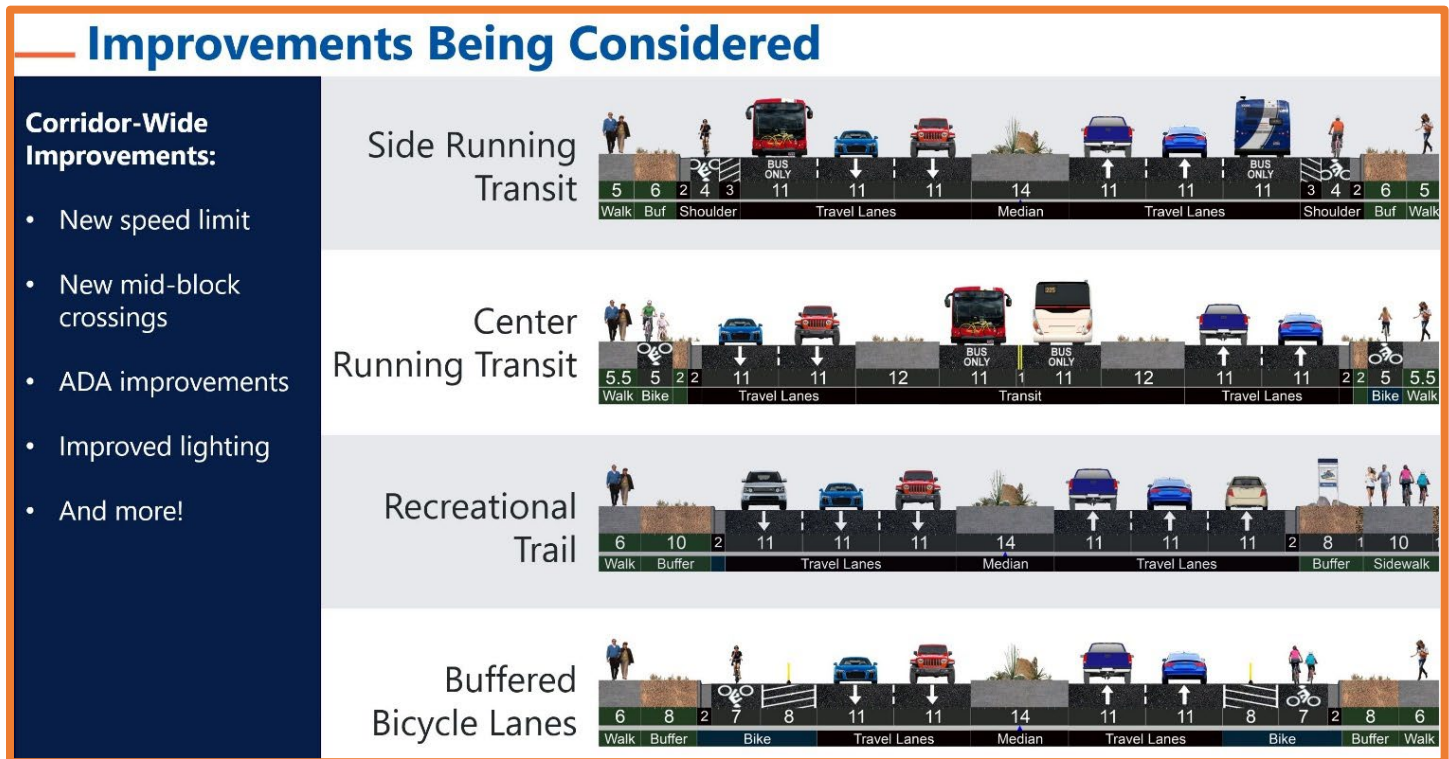 Improvements Being Considered
Corridor-Wide
Improvements:
• New speed limit
• New mid-block
crossings
• ADA improvements
• Improved lighting
• And more!
Side Running
Transit
BUS
ONLY
BUS
ONLY
5 6 2 4 3 11 11 11 14 11 11 11 3 4 2 6 5
Walk Buf Shoulder Travel Lanes Median Travel Lanes Shoulder Buf Walk
Center
Running Transit
BUS
ONLY
BUS
ONLY
5.5 5 2 2 11 11 12 11 1 11 12 11 11 2 2 5 5.5
Walk Bike Travel Lanes Transit Travel Lanes Bike Walk
Recreational
Trail
6 10 2 11 11 11 14 11 11 11 2 8 1 10 1
Walk Buffer Travel Lanes Median Travel Lanes Buffer Sidewalk
Buffered
Bicycle Lanes
6 8 2 7 8 11 11 14 11 11 8 7 2 8 6
Walk Buffer Bike Travel Lanes Median Travel Lanes Bike Buffer Walk